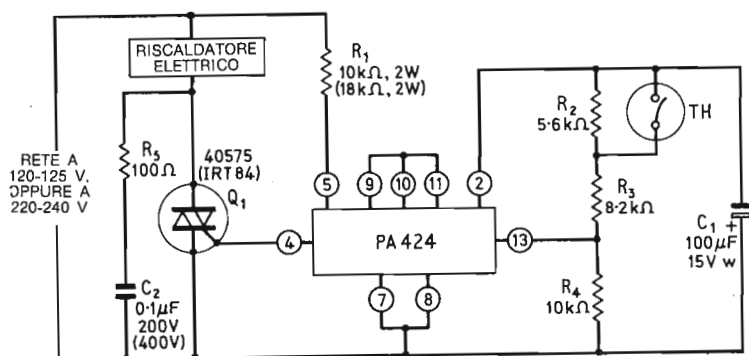 RISCALDATORE
ELETTRICO
R1
10kΩ, 2W
(18kΩ, 2W)
R2
5·6kΩ
TH
RETE A
120-125 V,
OPPURE A
220-240 V
R5
100Ω
40575
(IRT84)
Q1
5
9
10
11
2
R3
8·2kΩ
C1 +
100µF
15V w
4
PA424
13
C2
0·1µF
200V
(400V)
7
8
R4
10kΩ